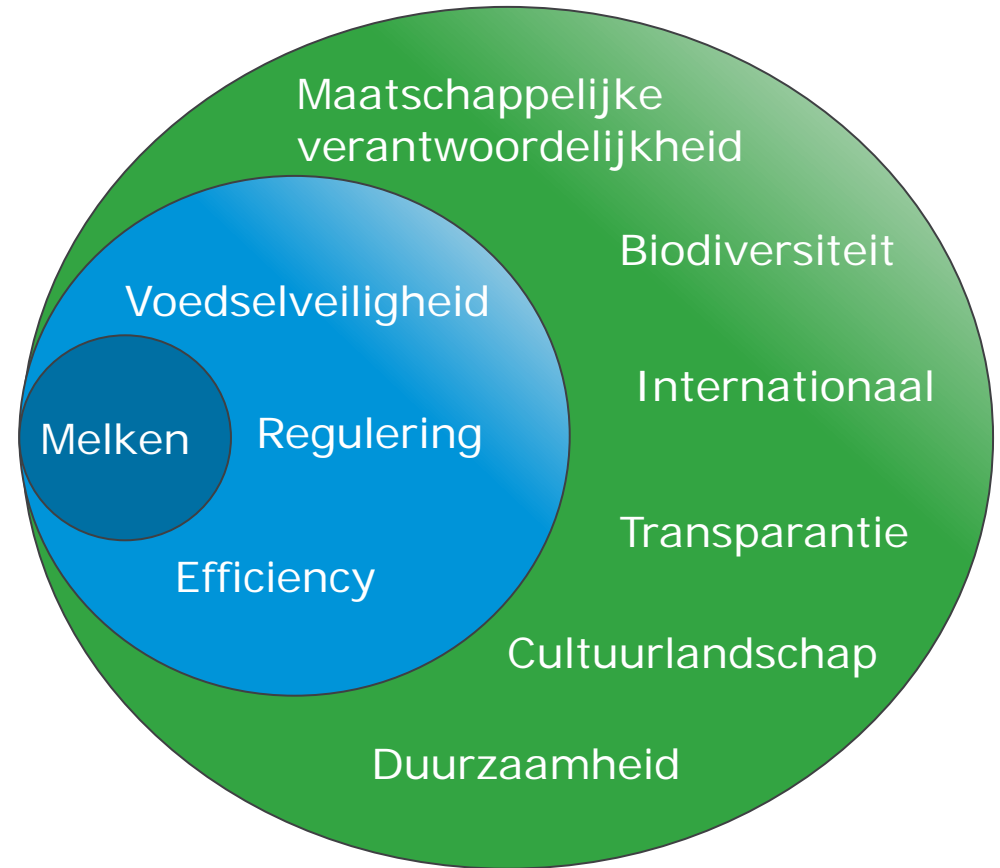 Maatschappelijke
verantwoordelijkheid
Biodiversiteit
Voedselveiligheid
Internationaal
Melken
Regulering
Transparantie
Efficiency
Cultuurlandschap
Duurzaamheid